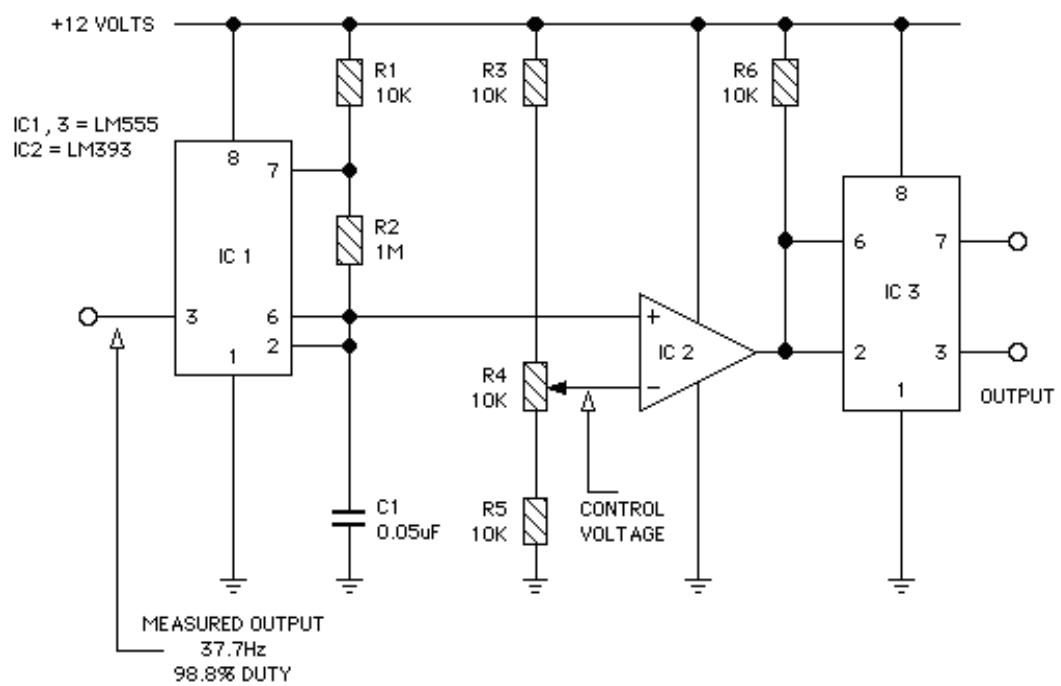 +12 VOLTS
R1
10K
R3
10K
R6
10K
IC1, 3 = LM555
IC2 = LM393
8
7
R2
1M
IC 1
3
6
2
1
+
IC 2
−
R4
10K
8
6
7
IC 3
2
3
1
OUTPUT
C1
0.05uF
R5
10K
CONTROL
VOLTAGE
MEASURED OUTPUT
37.7Hz
98.8% DUTY